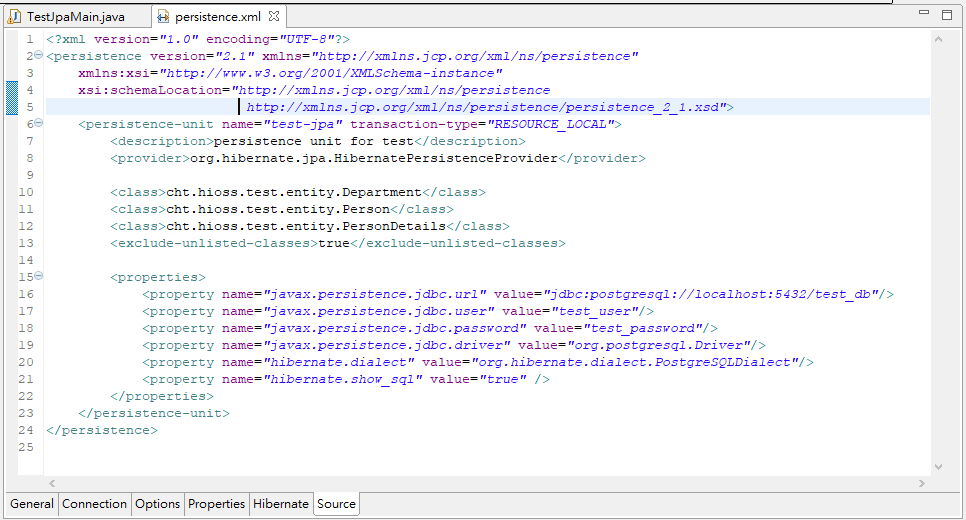 TestJpaMain.java persistence.xml
1 <?xml version="1.0" encoding="UTF-8"?>
2 <persistence version="2.1" xmlns="http://xmlns.jcp.org/xml/ns/persistence"
3 xmlns:xsi="http://www.w3.org/2001/XMLSchema-instance"
4 xsi:schemaLocation="http://xmlns.jcp.org/xml/ns/persistence
5 http://xmlns.jcp.org/xml/ns/persistence/persistence_2_1.xsd">
6 <persistence-unit name="test-jpa" transaction-type="RESOURCE_LOCAL">
7 <description>persistence unit for test</description>
8 <provider>org.hibernate.jpa.HibernatePersistenceProvider</provider>
9
10 <class>cht.hioss.test.entity.Department</class>
11 <class>cht.hioss.test.entity.Person</class>
12 <class>cht.hioss.test.entity.PersonDetails</class>
13 <exclude-unlisted-classes>true</exclude-unlisted-classes>
14
15 <properties>
16 <property name="javax.persistence.jdbc.url" value="jdbc:postgresql://localhost:5432/test_db"/>
17 <property name="javax.persistence.jdbc.user" value="test_user"/>
18 <property name="javax.persistence.jdbc.password" value="test_password"/>
19 <property name="javax.persistence.jdbc.driver" value="org.postgresql.Driver"/>
20 <property name="hibernate.dialect" value="org.hibernate.dialect.PostgreSQLDialect"/>
21 <property name="hibernate.show_sql" value="true" />
22 </properties>
23 </persistence-unit>
24 </persistence>
25
General Connection Options Properties Hibernate Source